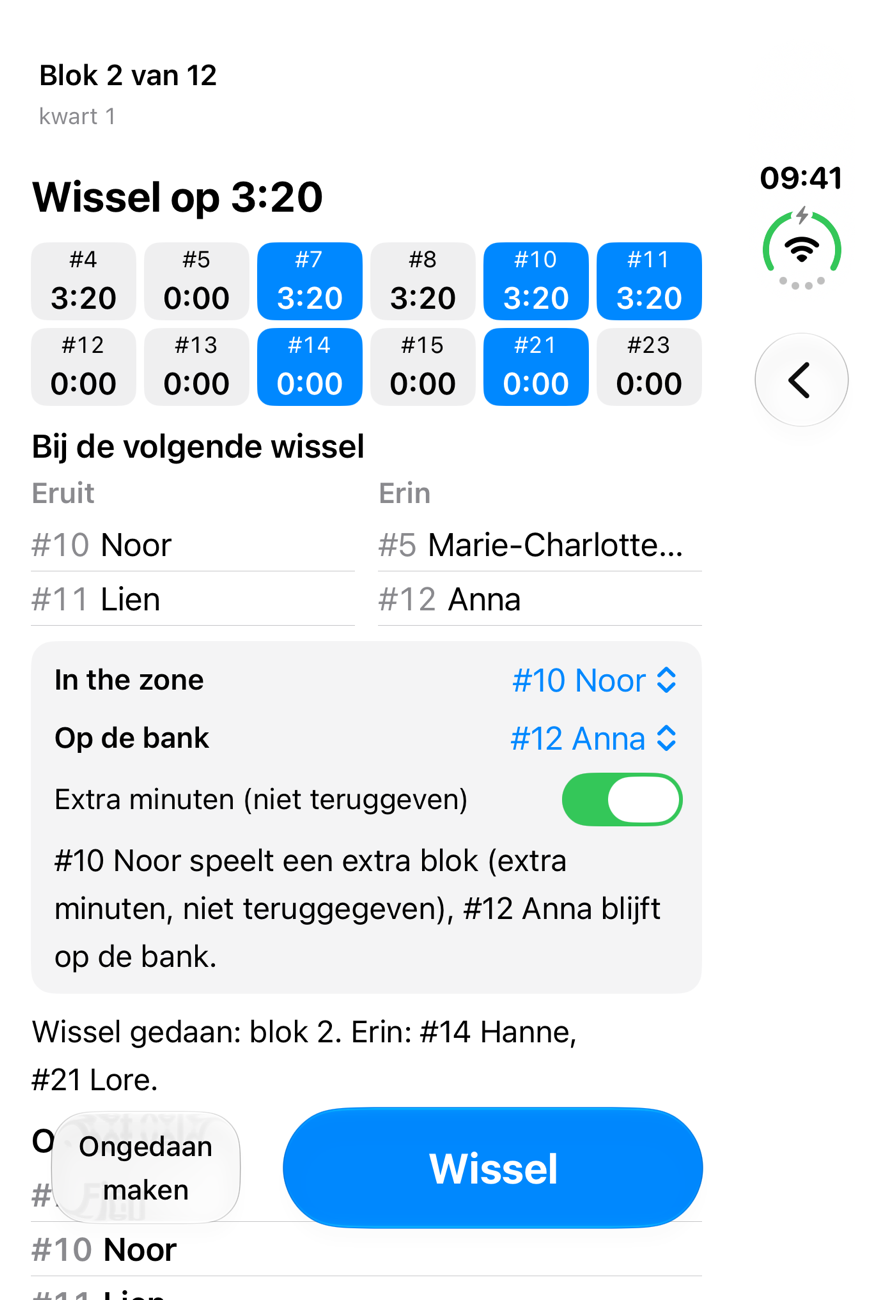 Blok 2 van 12
kwart 1
09:41
Wissel op 3:20
#4 #5 #7 #8 #10 #11
3:20 0:00 3:20 3:20 3:20 3:20
#12 #13 #14 #15 #21 #23
0:00 0:00 0:00 0:00 0:00 0:00
Bij de volgende wissel
Eruit Erin
#10 Noor #5 Marie-Charlotte...
#11 Lien #12 Anna
In the zone #10 Noor
Op de bank #12 Anna
Extra minuten (niet teruggeven)
#10 Noor speelt een extra blok (extra
minuten, niet teruggegeven), #12 Anna blijft
op de bank.
Wissel gedaan: blok 2. Erin: #14 Hanne,
#21 Lore.
Ongedaan
maken
Wissel
#10 Noor
#11 Lien